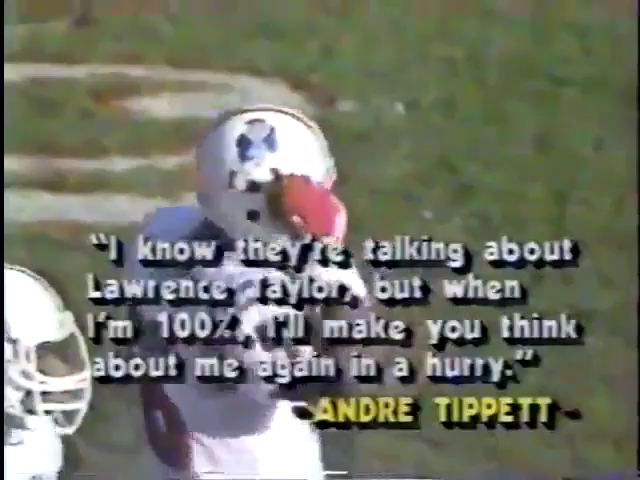 "I know they're talking about
Lawrence Taylor, but when
I'm 100%, I'll make you think
about me again in a hurry."
-ANDRE TIPPETT-